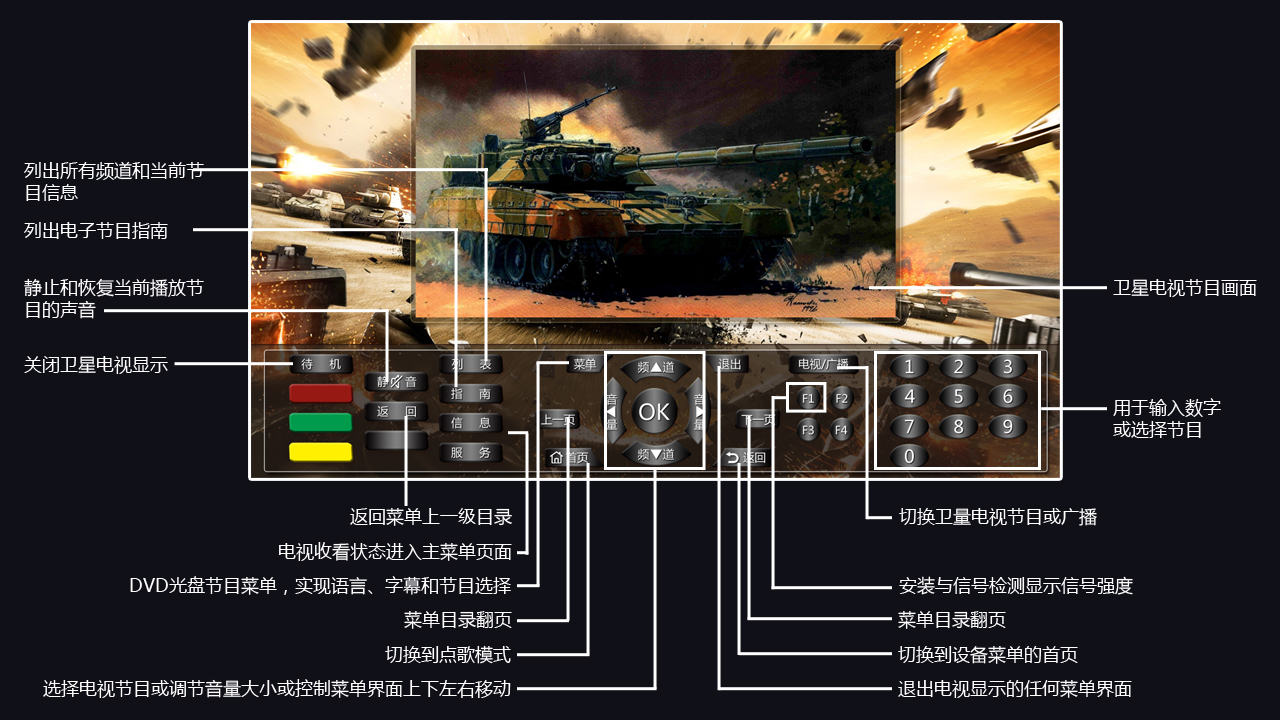 列出所有频道和当前节
目信息
列出电子节目指南
静止和恢复当前播放节
目的声音
关闭卫星电视显示
卫星电视节目画面
用于输入数字
或选择节目
待 机
静 音
返 回
列 表
指 南
信 息
服 务
菜单
上一页
首页
频 道
音量
OK
音量
频 道
退出
下一页
返回
电视/广播
F1 F2
F3 F4
1 2 3
4 5 6
7 8 9
0
返回菜单上一级目录
电视收看状态进入主菜单页面
DVD光盘节目菜单，实现语言、字幕和节目选择
菜单目录翻页
切换到点歌模式
选择电视节目或调节音量大小或控制菜单界面上下左右移动
切换卫量电视节目或广播
安装与信号检测显示信号强度
菜单目录翻页
切换到设备菜单的首页
退出电视显示的任何菜单界面